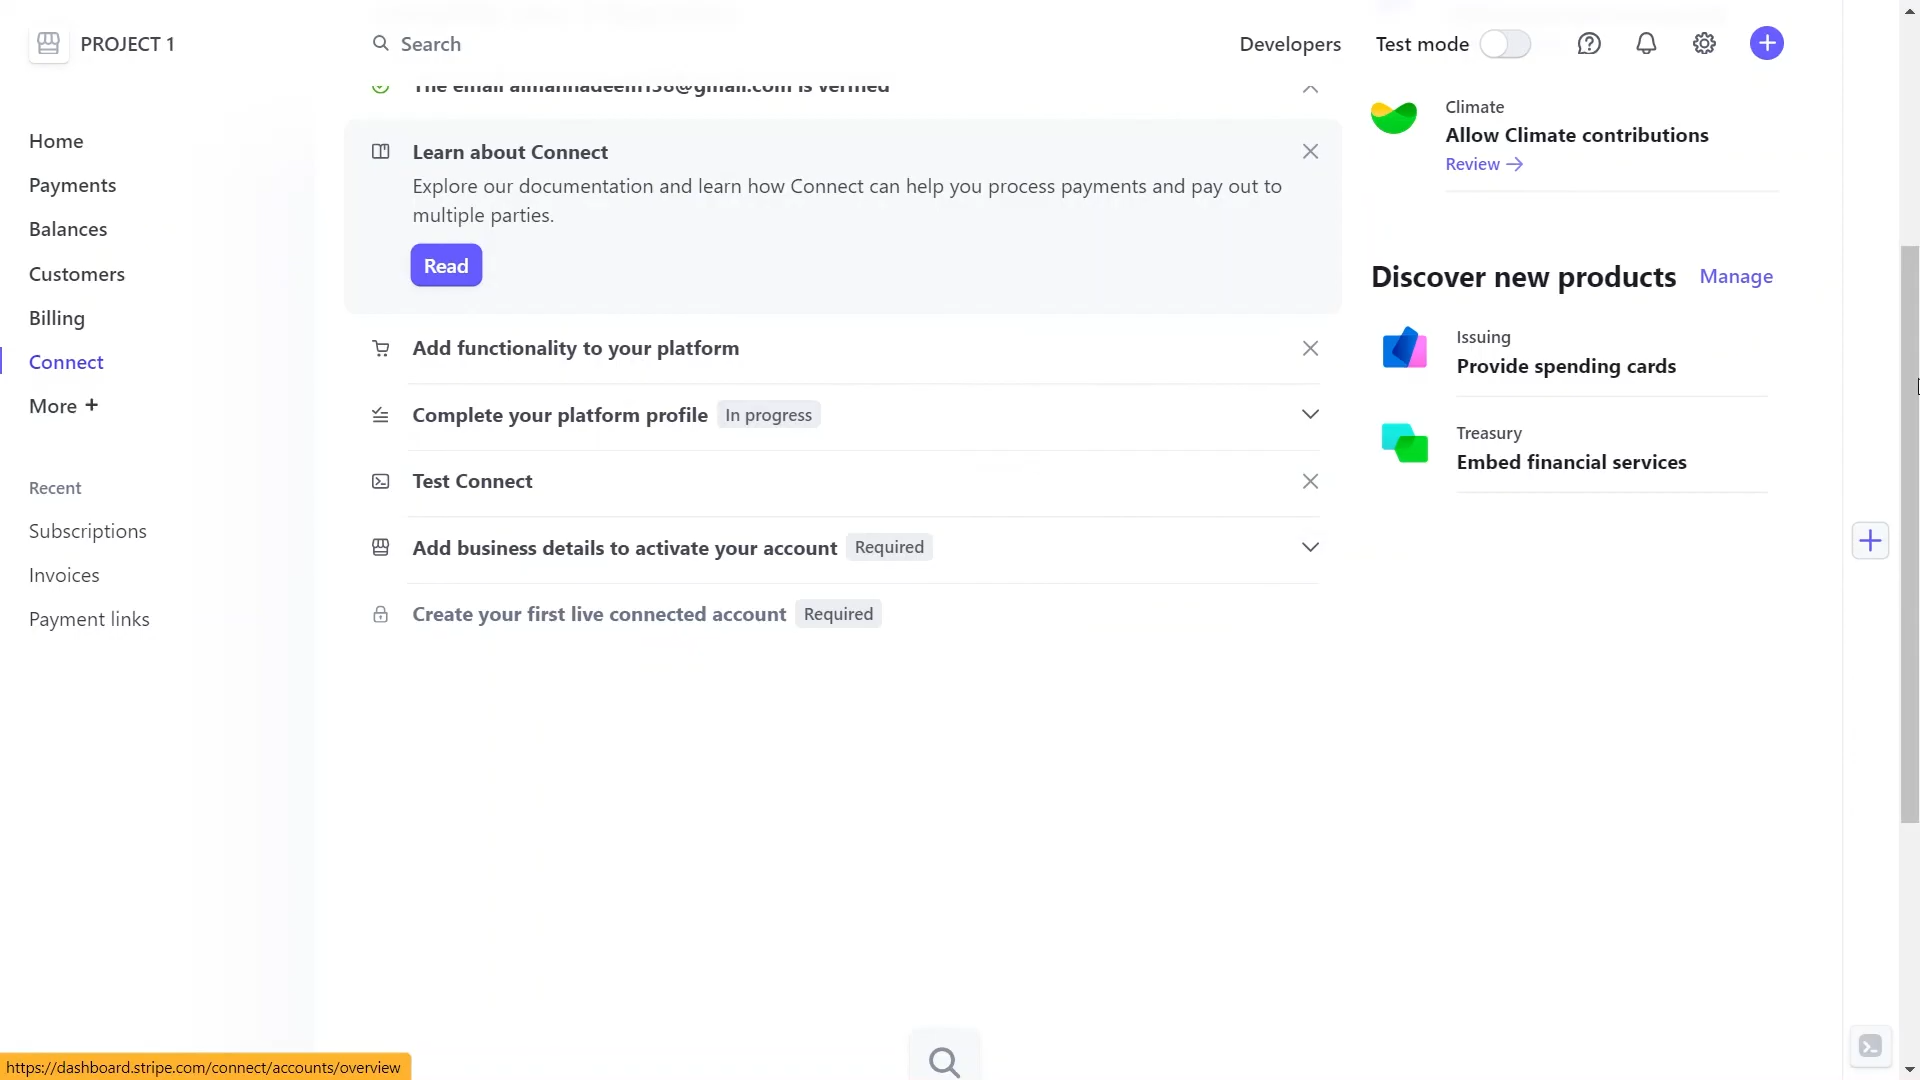 PROJECT 1
Search
Developers
Test mode
Home
Payments
Balances
Customers
Billing
Connect
More +
Recent
Subscriptions
Invoices
Payment links
The email is verified
Learn about Connect
Explore our documentation and learn how Connect can help you process payments and pay out to
multiple parties.
Read
Add functionality to your platform
Complete your platform profile In progress
Test Connect
Add business details to activate your account Required
Create your first live connected account Required
Climate
Allow Climate contributions
Review →
Discover new products Manage
Issuing
Provide spending cards
Treasury
Embed financial services
https://dashboard.stripe.com/connect/accounts/overview